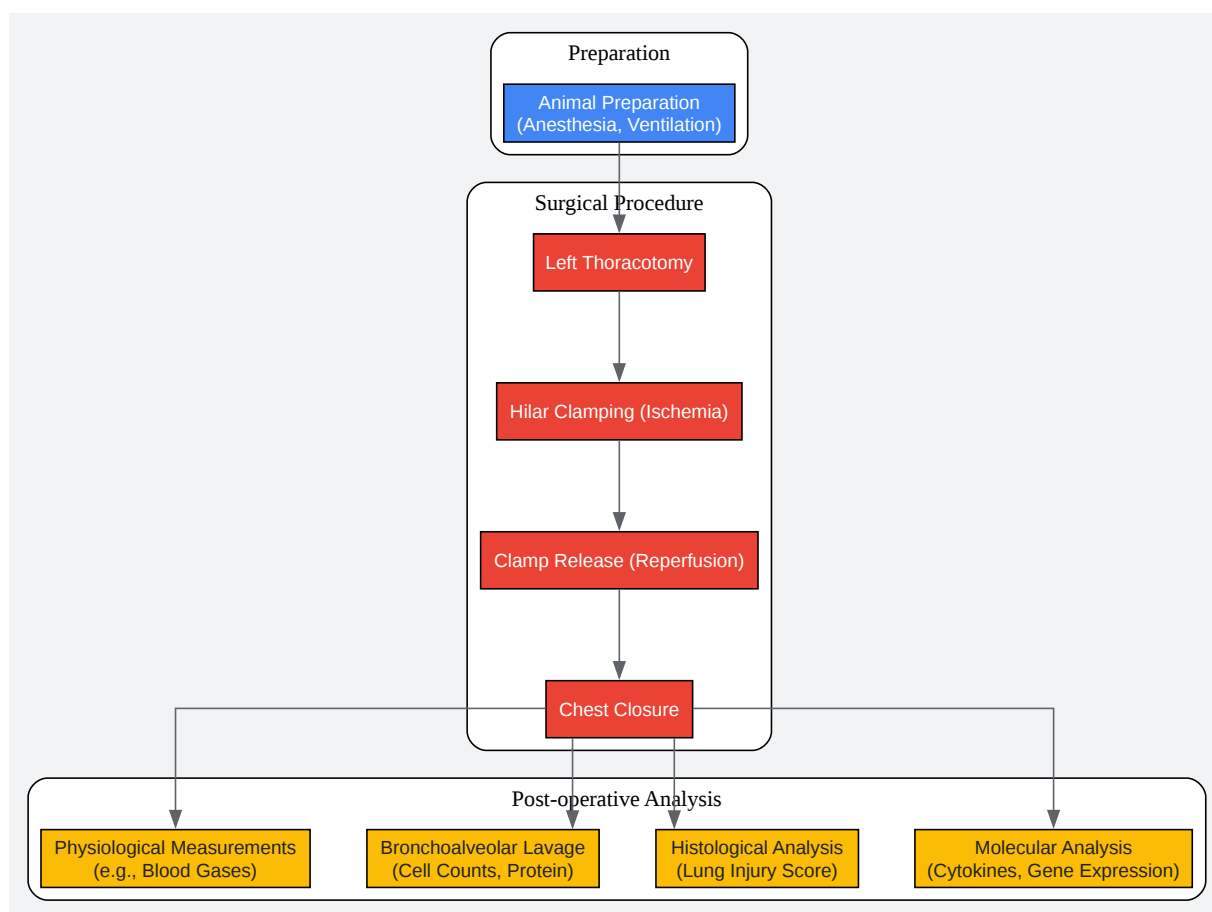 Preparation
Animal Preparation
(Anesthesia, Ventilation)
Surgical Procedure
Left Thoracotomy
Hilar Clamping (Ischemia)
Clamp Release (Reperfusion)
Chest Closure
Post-operative Analysis
Physiological Measurements
(e.g., Blood Gases)
Bronchoalveolar Lavage
(Cell Counts, Protein)
Histological Analysis
(Lung Injury Score)
Molecular Analysis
(Cytokines, Gene Expression)